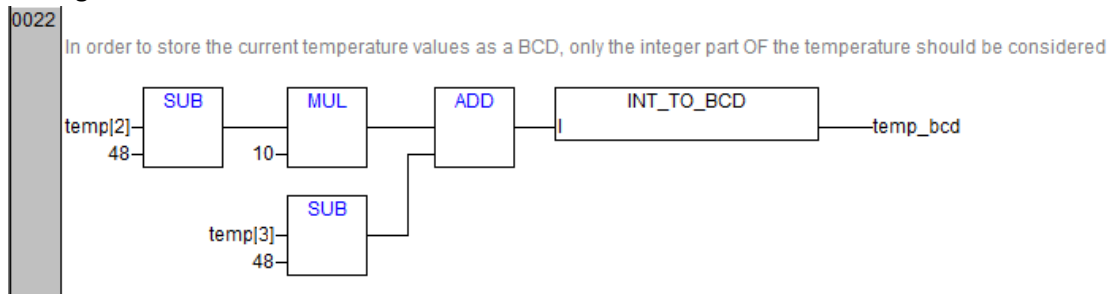 0022
In order to store the current temperature values as a BCD, only the integer part OF the temperature should be considered
SUB MUL ADD INT_TO_BCD
temp[2] I temp_bcd
48 10
SUB
temp[3]
48